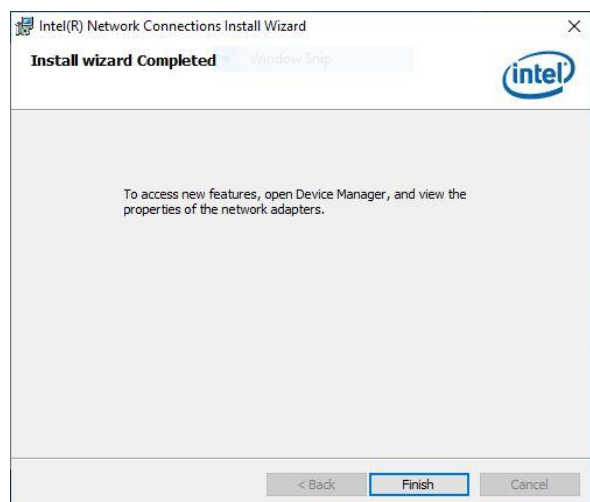 Intel(R) Network Connections Install Wizard
Install wizard Completed
Window Snip
intel
To access new features, open Device Manager, and view the
properties of the network adapters.
< Back
Finish
Cancel